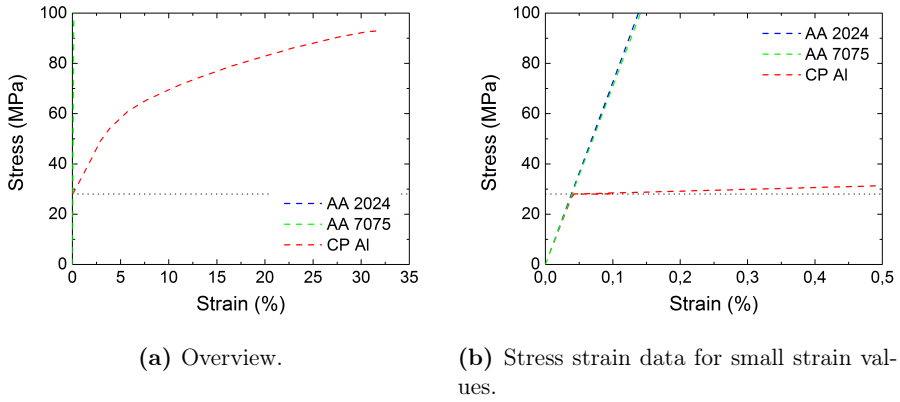 100
80
60
40
20
0
Stress (MPa)
0 5 10 15 20 25 30 35
Strain (%)
AA 2024
AA 7075
CP Al
(a) Overview.
100
80
60
40
20
0
Stress (MPa)
0,0 0,1 0,2 0,3 0,4 0,5
Strain (%)
AA 2024
AA 7075
CP Al
(b) Stress strain data for small strain val-
ues.